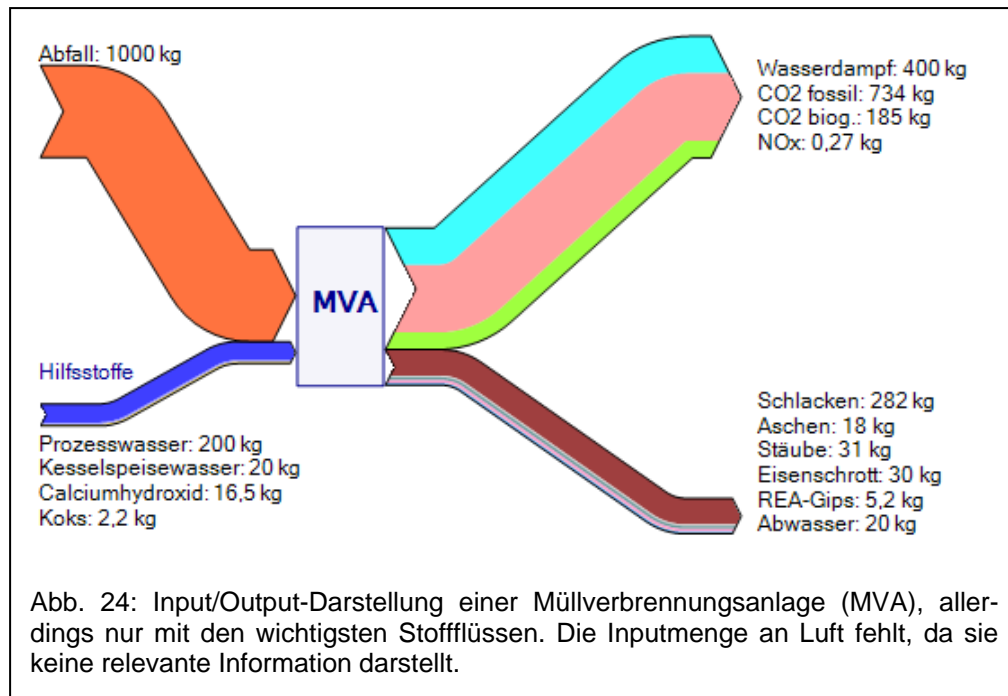 Abfall: 1000 kg
Wasserdampf: 400 kg
CO2 fossil: 734 kg
CO2 biog.: 185 kg
NOx: 0,27 kg
MVA
Hilfsstoffe
Prozesswasser: 200 kg
Kesselspeisewasser: 20 kg
Calciumhydroxid: 16,5 kg
Koks: 2,2 kg
Schlacken: 282 kg
Aschen: 18 kg
Stäube: 31 kg
Eisenschrott: 30 kg
REA-Gips: 5,2 kg
Abwasser: 20 kg
Abb. 24: Input/Output-Darstellung einer Müllverbrennungsanlage (MVA), aller-
dings nur mit den wichtigsten Stoffflüssen. Die Inputmenge an Luft fehlt, da sie
keine relevante Information darstellt.